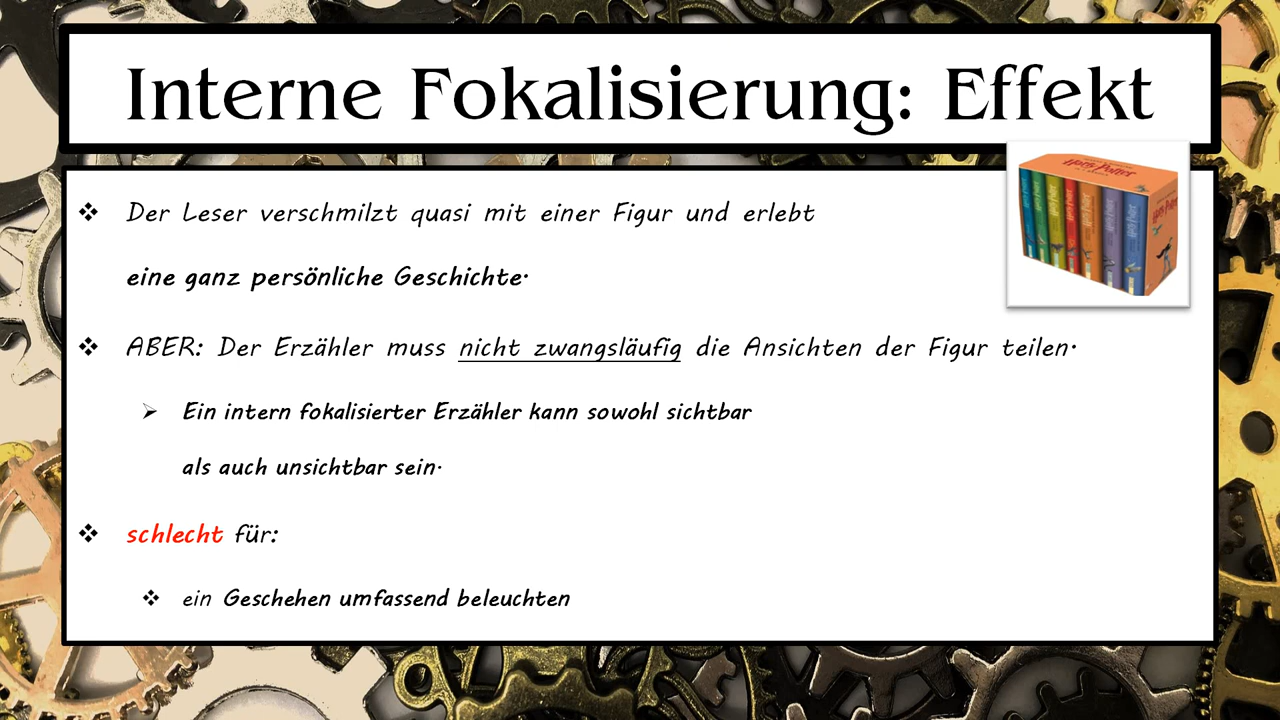 Interne Fokalisierung: Effekt
Harry Potter
Der Leser verschmilzt quasi mit einer Figur und erlebt
eine ganz persönliche Geschichte.
ABER: Der Erzähler muss nicht zwangsläufig die Ansichten der Figur teilen.
Ein intern fokalisierter Erzähler kann sowohl sichtbar
als auch unsichtbar sein.
schlecht für:
ein Geschehen umfassend beleuchten